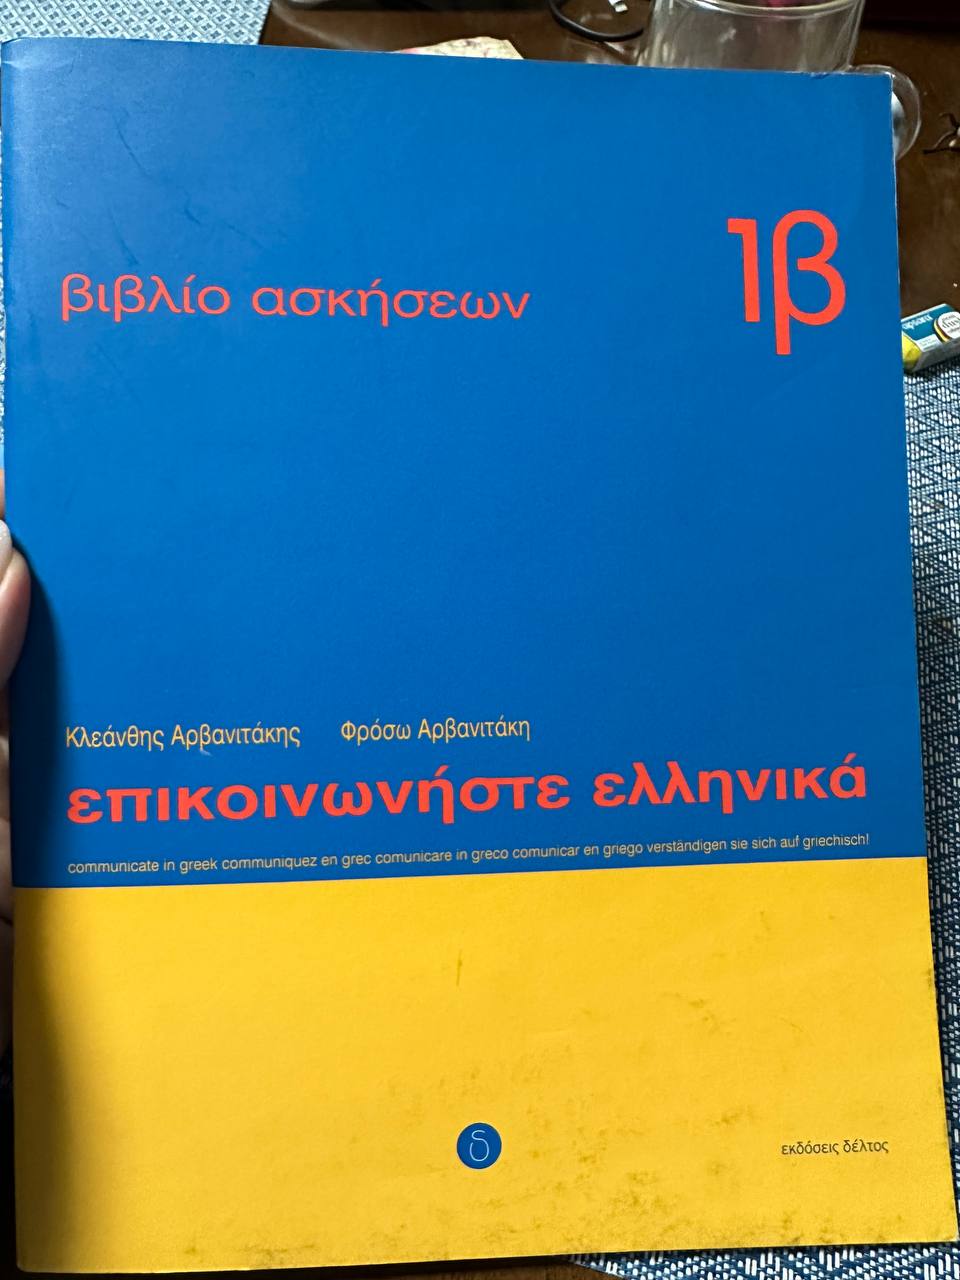 1β
βιβλίο ασκήσεων
Κλεάνθης Αρβανιτάκης Φρόσω Αρβανιτάκη
επικοινωνήστε ελληνικά
communicate in greek communiquez en grec comunicare in greco comunicar en griego verständigen sie sich auf griechisch!
δ
εκδόσεις δέλτος